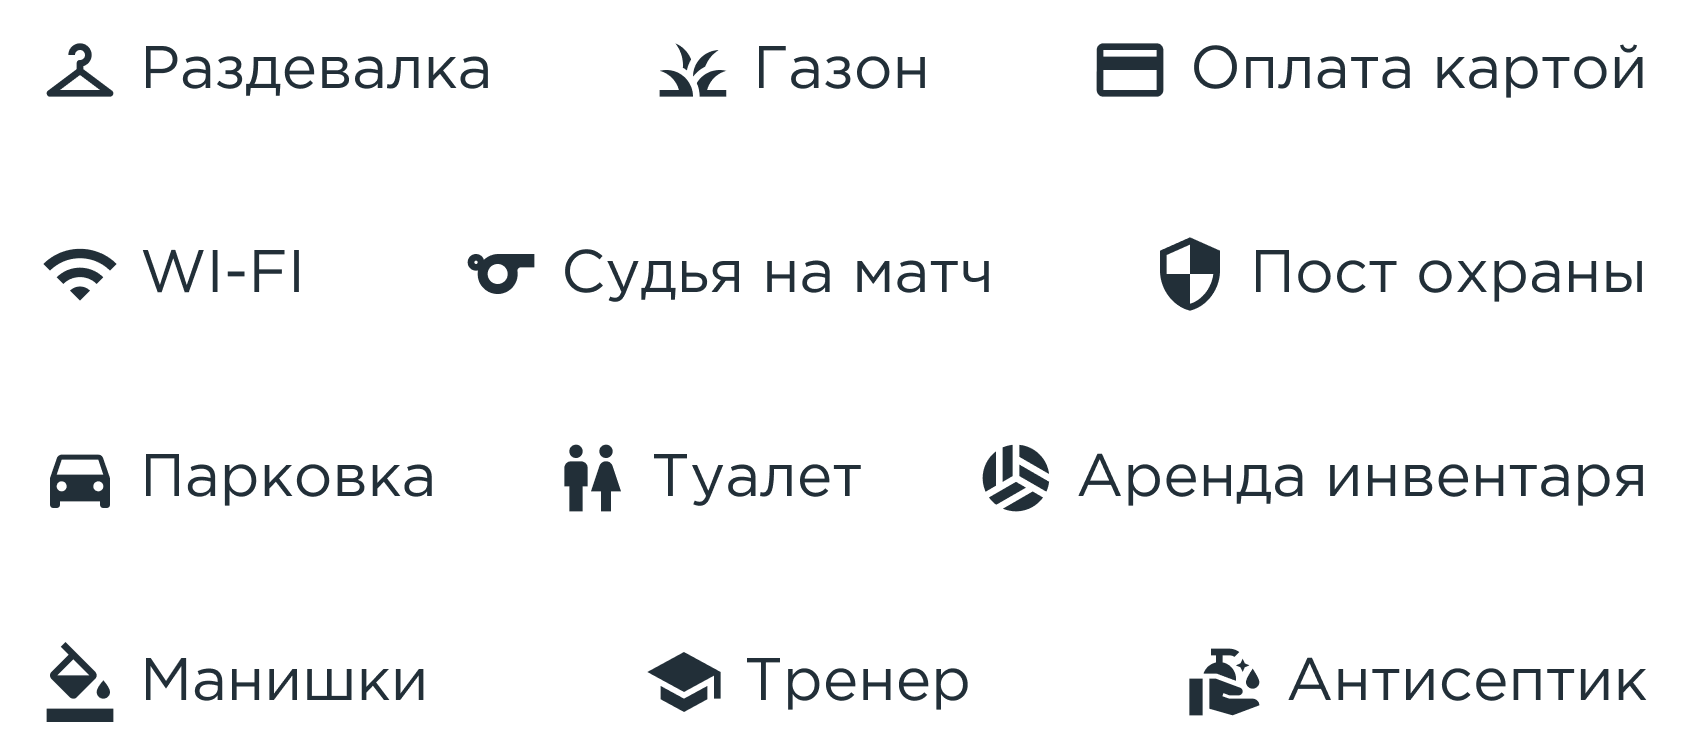 Раздевалка Газон Оплата картой
WI-FI Судья на матч Пост охраны
Парковка Туалет Аренда инвентаря
Манишки Тренер Антисептик